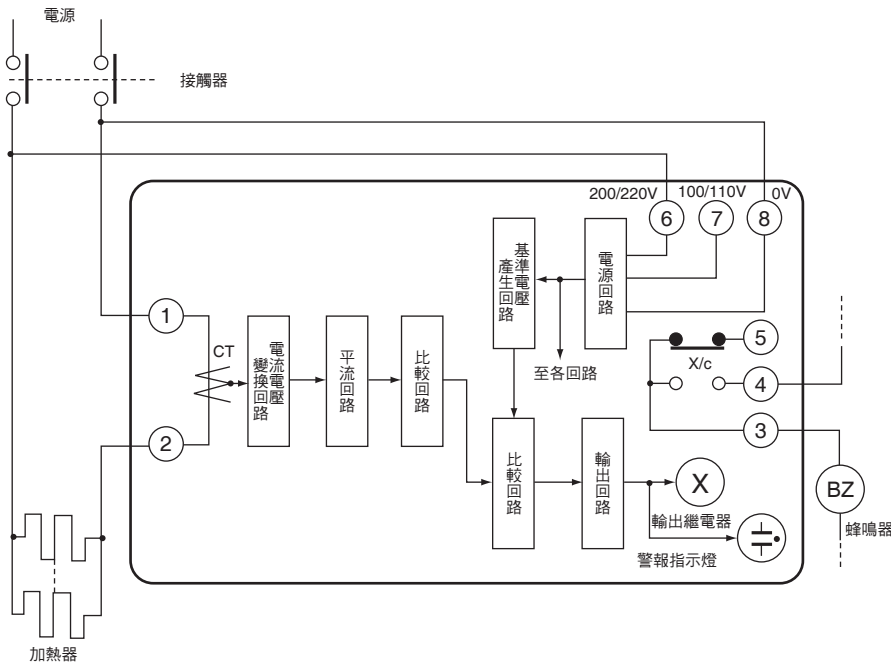 電源
接觸器
200/220V
100/110V
0V
6
7
8
基準電壓
產生回路
電源回路
至各回路
1
CT
2
電流電壓
變換回路
平流回路
比較回路
5
X/c
4
3
比較回路
輸出回路
X
輸出繼電器
警報指示燈
BZ
蜂鳴器
加熱器